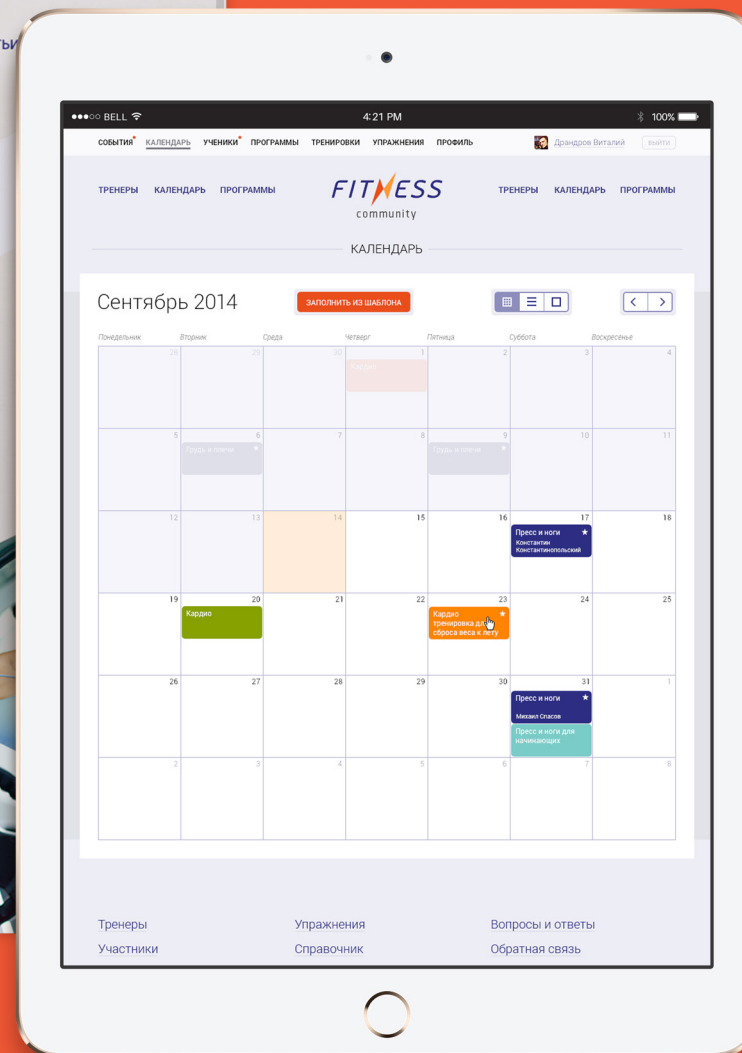 ТЬИ
BELL 4:21 PM 100%
СОБЫТИЯ КАЛЕНДАРЬ УЧЕНИКИ ПРОГРАММЫ ТРЕНИРОВКИ УПРАЖНЕНИЯ ПРОФИЛЬ Драндров Виталий ВЫЙТИ
ТРЕНЕРЫ КАЛЕНДАРЬ ПРОГРАММЫ FITNESS ТРЕНЕРЫ КАЛЕНДАРЬ ПРОГРАММЫ
community
КАЛЕНДАРЬ
Сентябрь 2014 ЗАПОЛНИТЬ ИЗ ШАБЛОНА
Понедельник Вторник Среда Четверг Пятница Суббота Воскресенье
28 29 30 1 2 3 4
Кардио
5 6 7 8 9 10 11
Грудь и плечи Грудь и плечи
12 13 14 15 16 17 18
Пресс и ноги
Константин
Константинопольский
19 20 21 22 23 24 25
Кардио Кардио
тренировка для
сброса веса к лету
26 27 28 29 30 31 1
Пресс и ноги
Михаил Спасов
Пресс и ноги для
начинающих
2 3 4 5 6 7 8
Тренеры Упражнения Вопросы и ответы
Участники Справочник Обратная связь